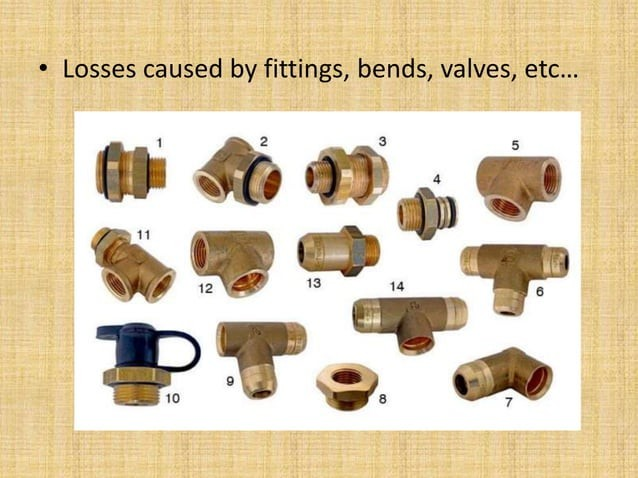 • Losses caused by fittings, bends, valves, etc…
1 2 3 4 5
11 12 13 14 6
10 9 8 7